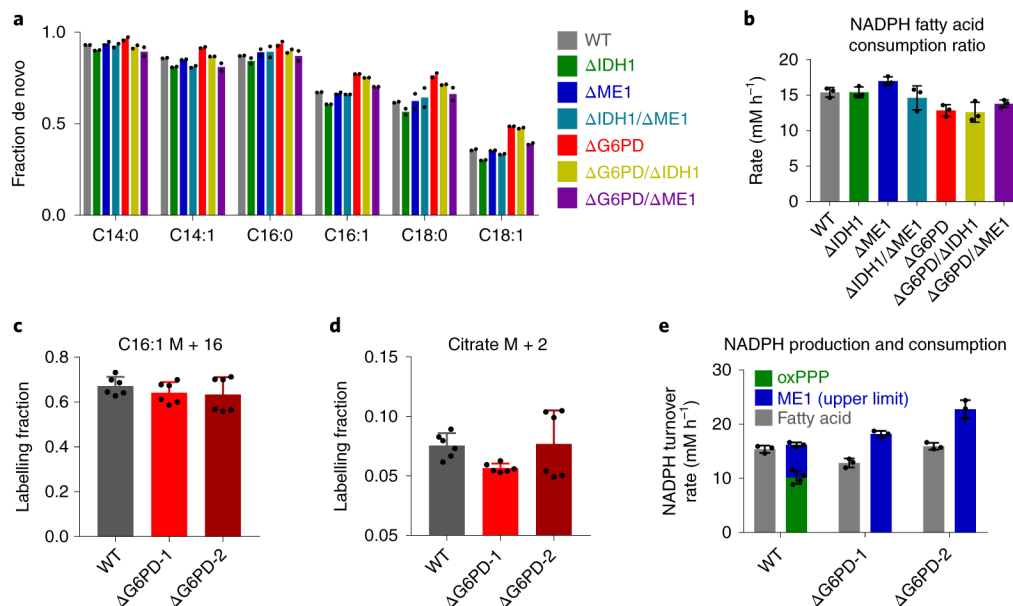 a
Fraction de novo
1.0
0.5
0.0
C14:0 C14:1 C16:0 C16:1 C18:0 C18:1
WT
ΔIDH1
ΔME1
ΔIDH1/ΔME1
ΔG6PD
ΔG6PD/ΔIDH1
ΔG6PD/ΔME1
b
NADPH fatty acid
consumption ratio
Rate (mM h⁻¹)
20
15
10
5
0
WT
ΔIDH1
ΔME1
ΔIDH1/ΔME1
ΔG6PD
ΔG6PD/ΔIDH1
ΔG6PD/ΔME1
c
C16:1 M + 16
Labelling fraction
0.8
0.6
0.4
0.2
0.0
WT
ΔG6PD-1
ΔG6PD-2
d
Citrate M + 2
Labelling fraction
0.15
0.10
0.05
0.05
WT
ΔG6PD-1
ΔG6PD-2
e
NADPH production and consumption
NADPH turnover
rate (mM h⁻¹)
30
20
10
0
oxPPP
ME1 (upper limit)
Fatty acid
WT
ΔG6PD-1
ΔG6PD-2